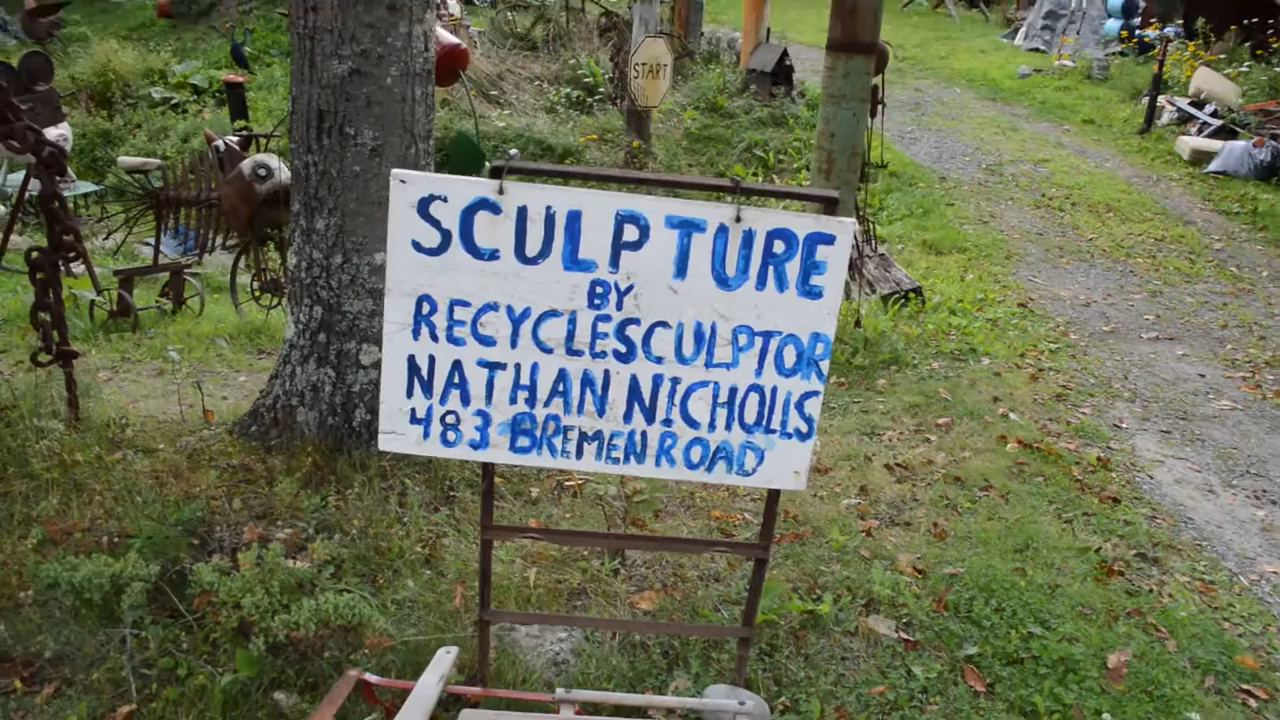 START
SCULPTURE
BY
RECYCLESCULPTOR
NATHAN NICHOLLS
483 BREMEN ROAD